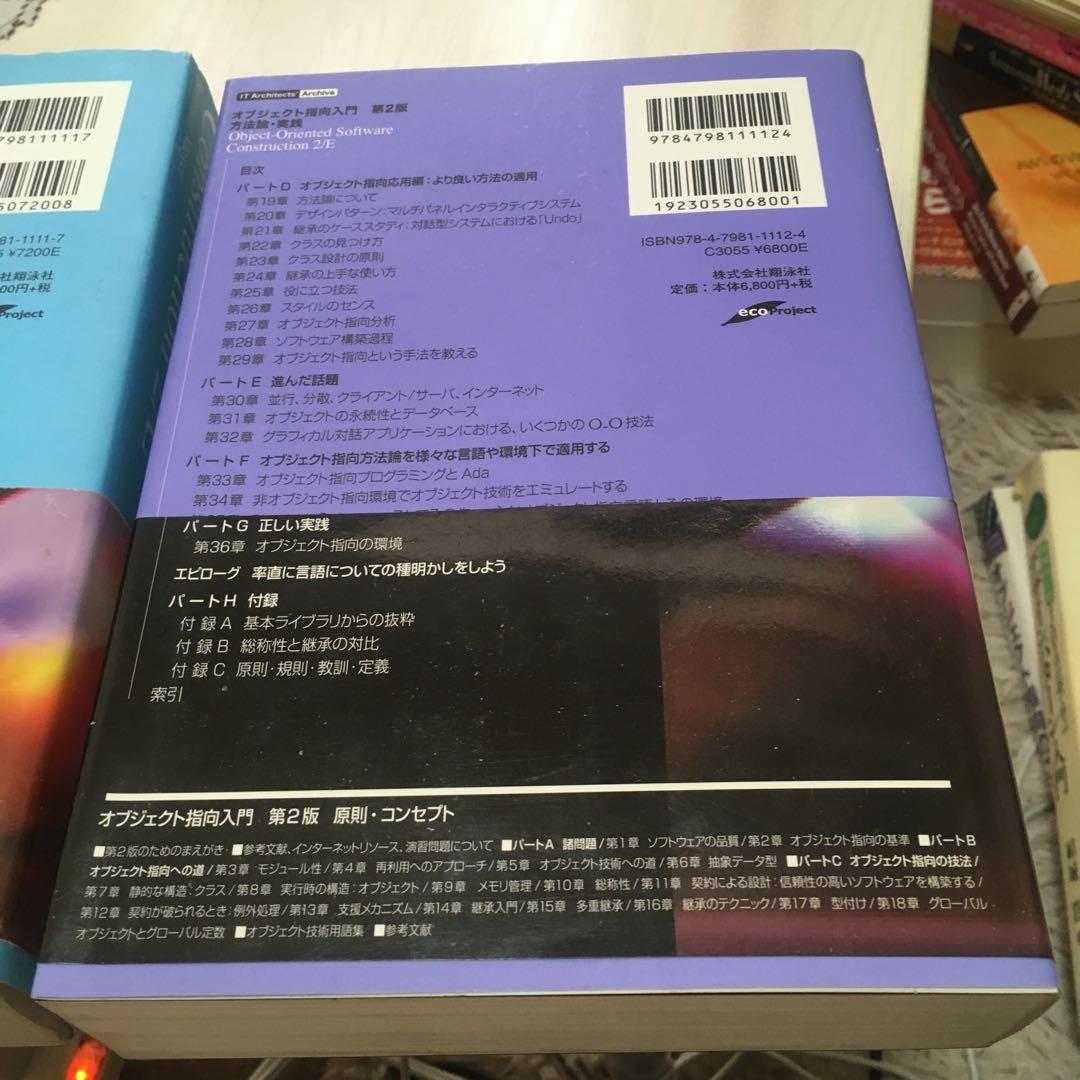 798111117
5072008
81-1111-7
5 ¥7200E
社翔泳社
00円+税
Project
IT Architects' Archive
オブジェクト指向入門 第2版
方法論・実践
Object-Oriented Software
Construction 2/E
目次
パートD オブジェクト指向応用編:より良い方法の適用
第19章 方法論について
第20章 デザインパターン:マルチパネルインタラクティブシステム
第21章 継承のケーススタディ:対話型システムにおける「Undo」
第22章 クラスの見つけ方
第23章 クラス設計の原則
第24章 継承の上手な使い方
第25章 役に立つ技法
第26章 スタイルのセンス
第27章 オブジェクト指向分析
第28章 ソフトウェア構築過程
第29章 オブジェクト指向という手法を教える
パートE 進んだ話題
第30章 並行、分散、クライアント/サーバ、インターネット
第31章 オブジェクトの永続性とデータベース
第32章 グラフィカル対話アプリケーションにおける、いくつかのO-O技法
パートF オブジェクト指向方法論を様々な言語や環境下で適用する
第33章 オブジェクト指向プログラミングとAda
第34章 非オブジェクト指向環境でオブジェクト技術をエミュレートする
パートG 正しい実践
第36章 オブジェクト指向の環境
エピローグ 率直に言語についての種明かしをしよう
パートH 付録
付録A 基本ライブラリからの抜粋
付録B 総称性と継承の対比
付録C 原則・規則・教訓・定義
索引
9784798111124
1923055068001
ISBN978-4-7981-1112-4
C3055 ¥6800E
株式会社翔泳社
定価:本体6,800円+税
ecoProject
オブジェクト指向入門 第2版 原則・コンセプト
■第2版のためのまえがき ■参考文献、インターネットリソース、演習問題について ■パートA 諸問題/第1章 ソフトウェアの品質/第2章 オブジェクト指向の基準 ■パートB
オブジェクト指向への道/第3章 モジュール性/第4章 再利用へのアプローチ/第5章 オブジェクト技術への道/第6章 抽象データ型 ■パートC オブジェクト指向の技法/
第7章 静的な構造:クラス/第8章 実行時の構造:オブジェクト/第9章 メモリ管理/第10章 総称性/第11章 契約による設計:信頼性の高いソフトウェアを構築する/
第12章 契約が破られるとき:例外処理/第13章 支援メカニズム/第14章 継承入門/第15章 多重継承/第16章 継承のテクニック/第17章 型付け/第18章 グローバル
オブジェクトとグローバル定数 ■オブジェクト技術用語集 ■参考文献